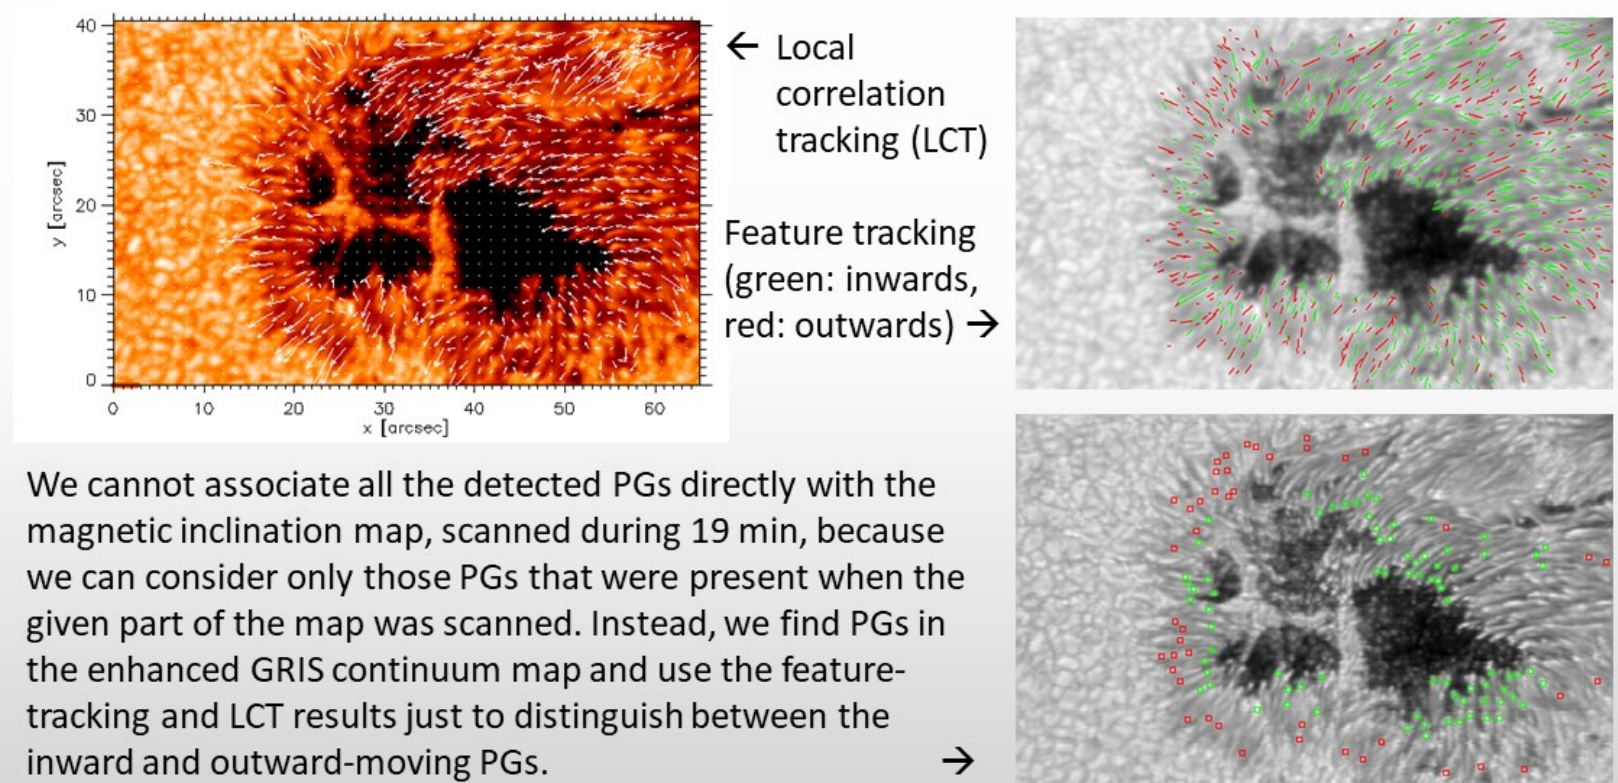 40
30
20
10
0
y [arcsec]
0 10 20 30 40 50 60
x [arcsec]
← Local
correlation
tracking (LCT)
Feature tracking
(green: inwards,
red: outwards) →
We cannot associate all the detected PGs directly with the
magnetic inclination map, scanned during 19 min, because
we can consider only those PGs that were present when the
given part of the map was scanned. Instead, we find PGs in
the enhanced GRIS continuum map and use the feature-
tracking and LCT results just to distinguish between the
inward and outward-moving PGs. →